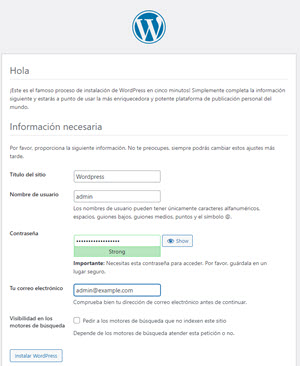 Hola
¡Este es el famoso proceso de instalación de WordPress en cinco minutos! Simplemente completa la información
siguiente y estarás a punto de usar la más enriquecedora y potente plataforma de publicación personal del
mundo.
Información necesaria
Por favor, proporciona la siguiente información. No te preocupes, siempre podrás cambiar estos ajustes más
tarde.
Título del sitio
Wordpress
Nombre de usuario
admin
Los nombres de usuario pueden tener únicamente caracteres alfanuméricos,
espacios, guiones bajos, guiones medios, puntos y el símbolo @.
Contraseña
Show
Strong
Importante: Necesitas esta contraseña para acceder. Por favor, guárdala en un
lugar seguro.
Tu correo electrónico
admin@example.com
Comprueba bien tu dirección de correo electrónico antes de continuar.
Visibilidad en los
motores de búsqueda
Pedir a los motores de búsqueda que no indexen este sitio
Depende de los motores de búsqueda atender esta petición o no.
Instalar WordPress